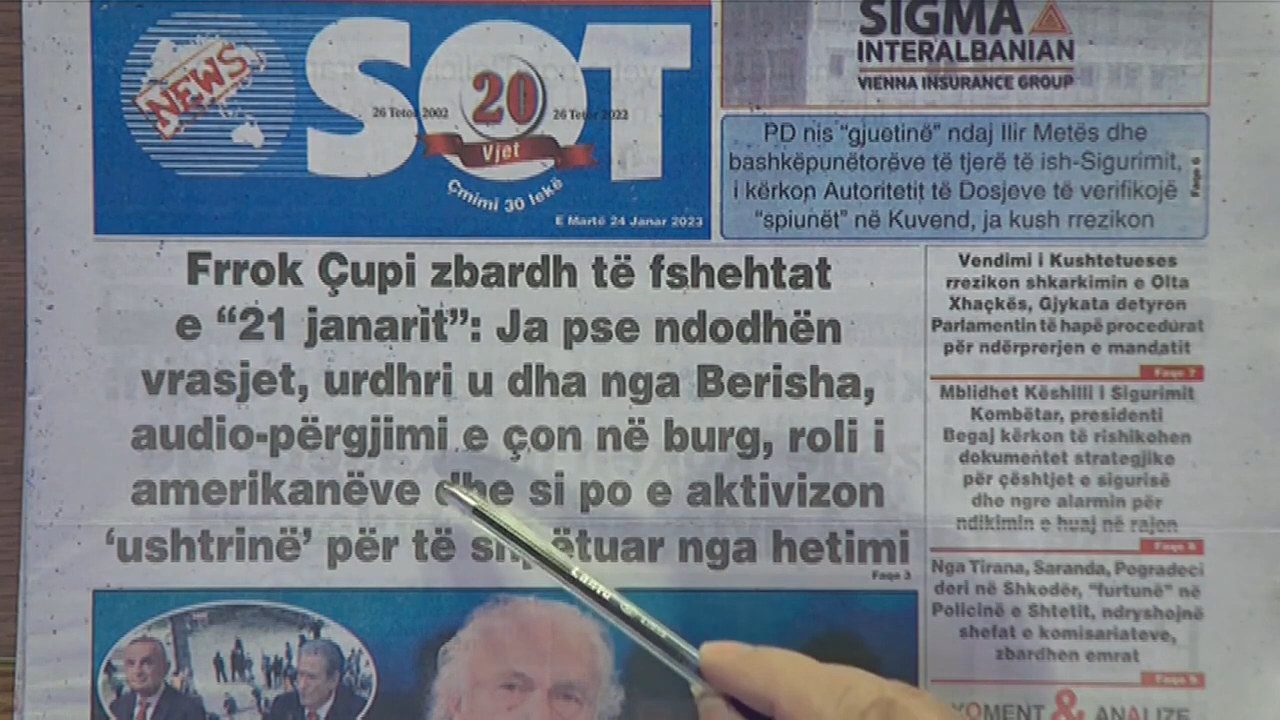 NEWS
SOT
26 Tetor 2002
20
26 Tetor 2022
Vjet
Çmimi 30 lekë
E Martë 24 Janar 2023
SIGMA
INTERALBANIAN
VIENNA INSURANCE GROUP
PD nis “gjuetinë” ndaj Ilir Metës dhe
bashkëpunëtorëve të tjerë të ish-Sigurimit,
i kërkon Autoritetit të Dosjeve të verifikojë
“spiunët” në Kuvend, ja kush rrezikon
Faqe 6
Frrok Çupi zbardh të fshehtat
e “21 janarit”: Ja pse ndodhën
vrasjet, urdhri u dha nga Berisha,
audio-përgjimi e çon në burg, roli i
amerikanëve dhe si po e aktivizon
‘ushtrinë’ për të shpëtuar nga hetimi
Faqe 3
Vendimi i Kushtetueses
rrezikon shkarkimin e Olta
Xhaçkës, Gjykata detyron
Parlamentin të hapë procedurat
për ndërprerjen e mandatit
Faqe 7
Mblidhet Këshilli i Sigurimit
Kombëtar, presidenti
Begaj kërkon të rishikohen
dokumentet strategjike
për çështjet e sigurisë
dhe ngre alarmin për
ndikimin e huaj në rajon
Faqe 8
Nga Tirana, Saranda, Pogradeci
deri në Shkodër, “furtunë” në
Policinë e Shtetit, ndryshojnë
shefat e komisariateve,
zbardhen emrat
Faqe 9
KOMENT & ANALIZE